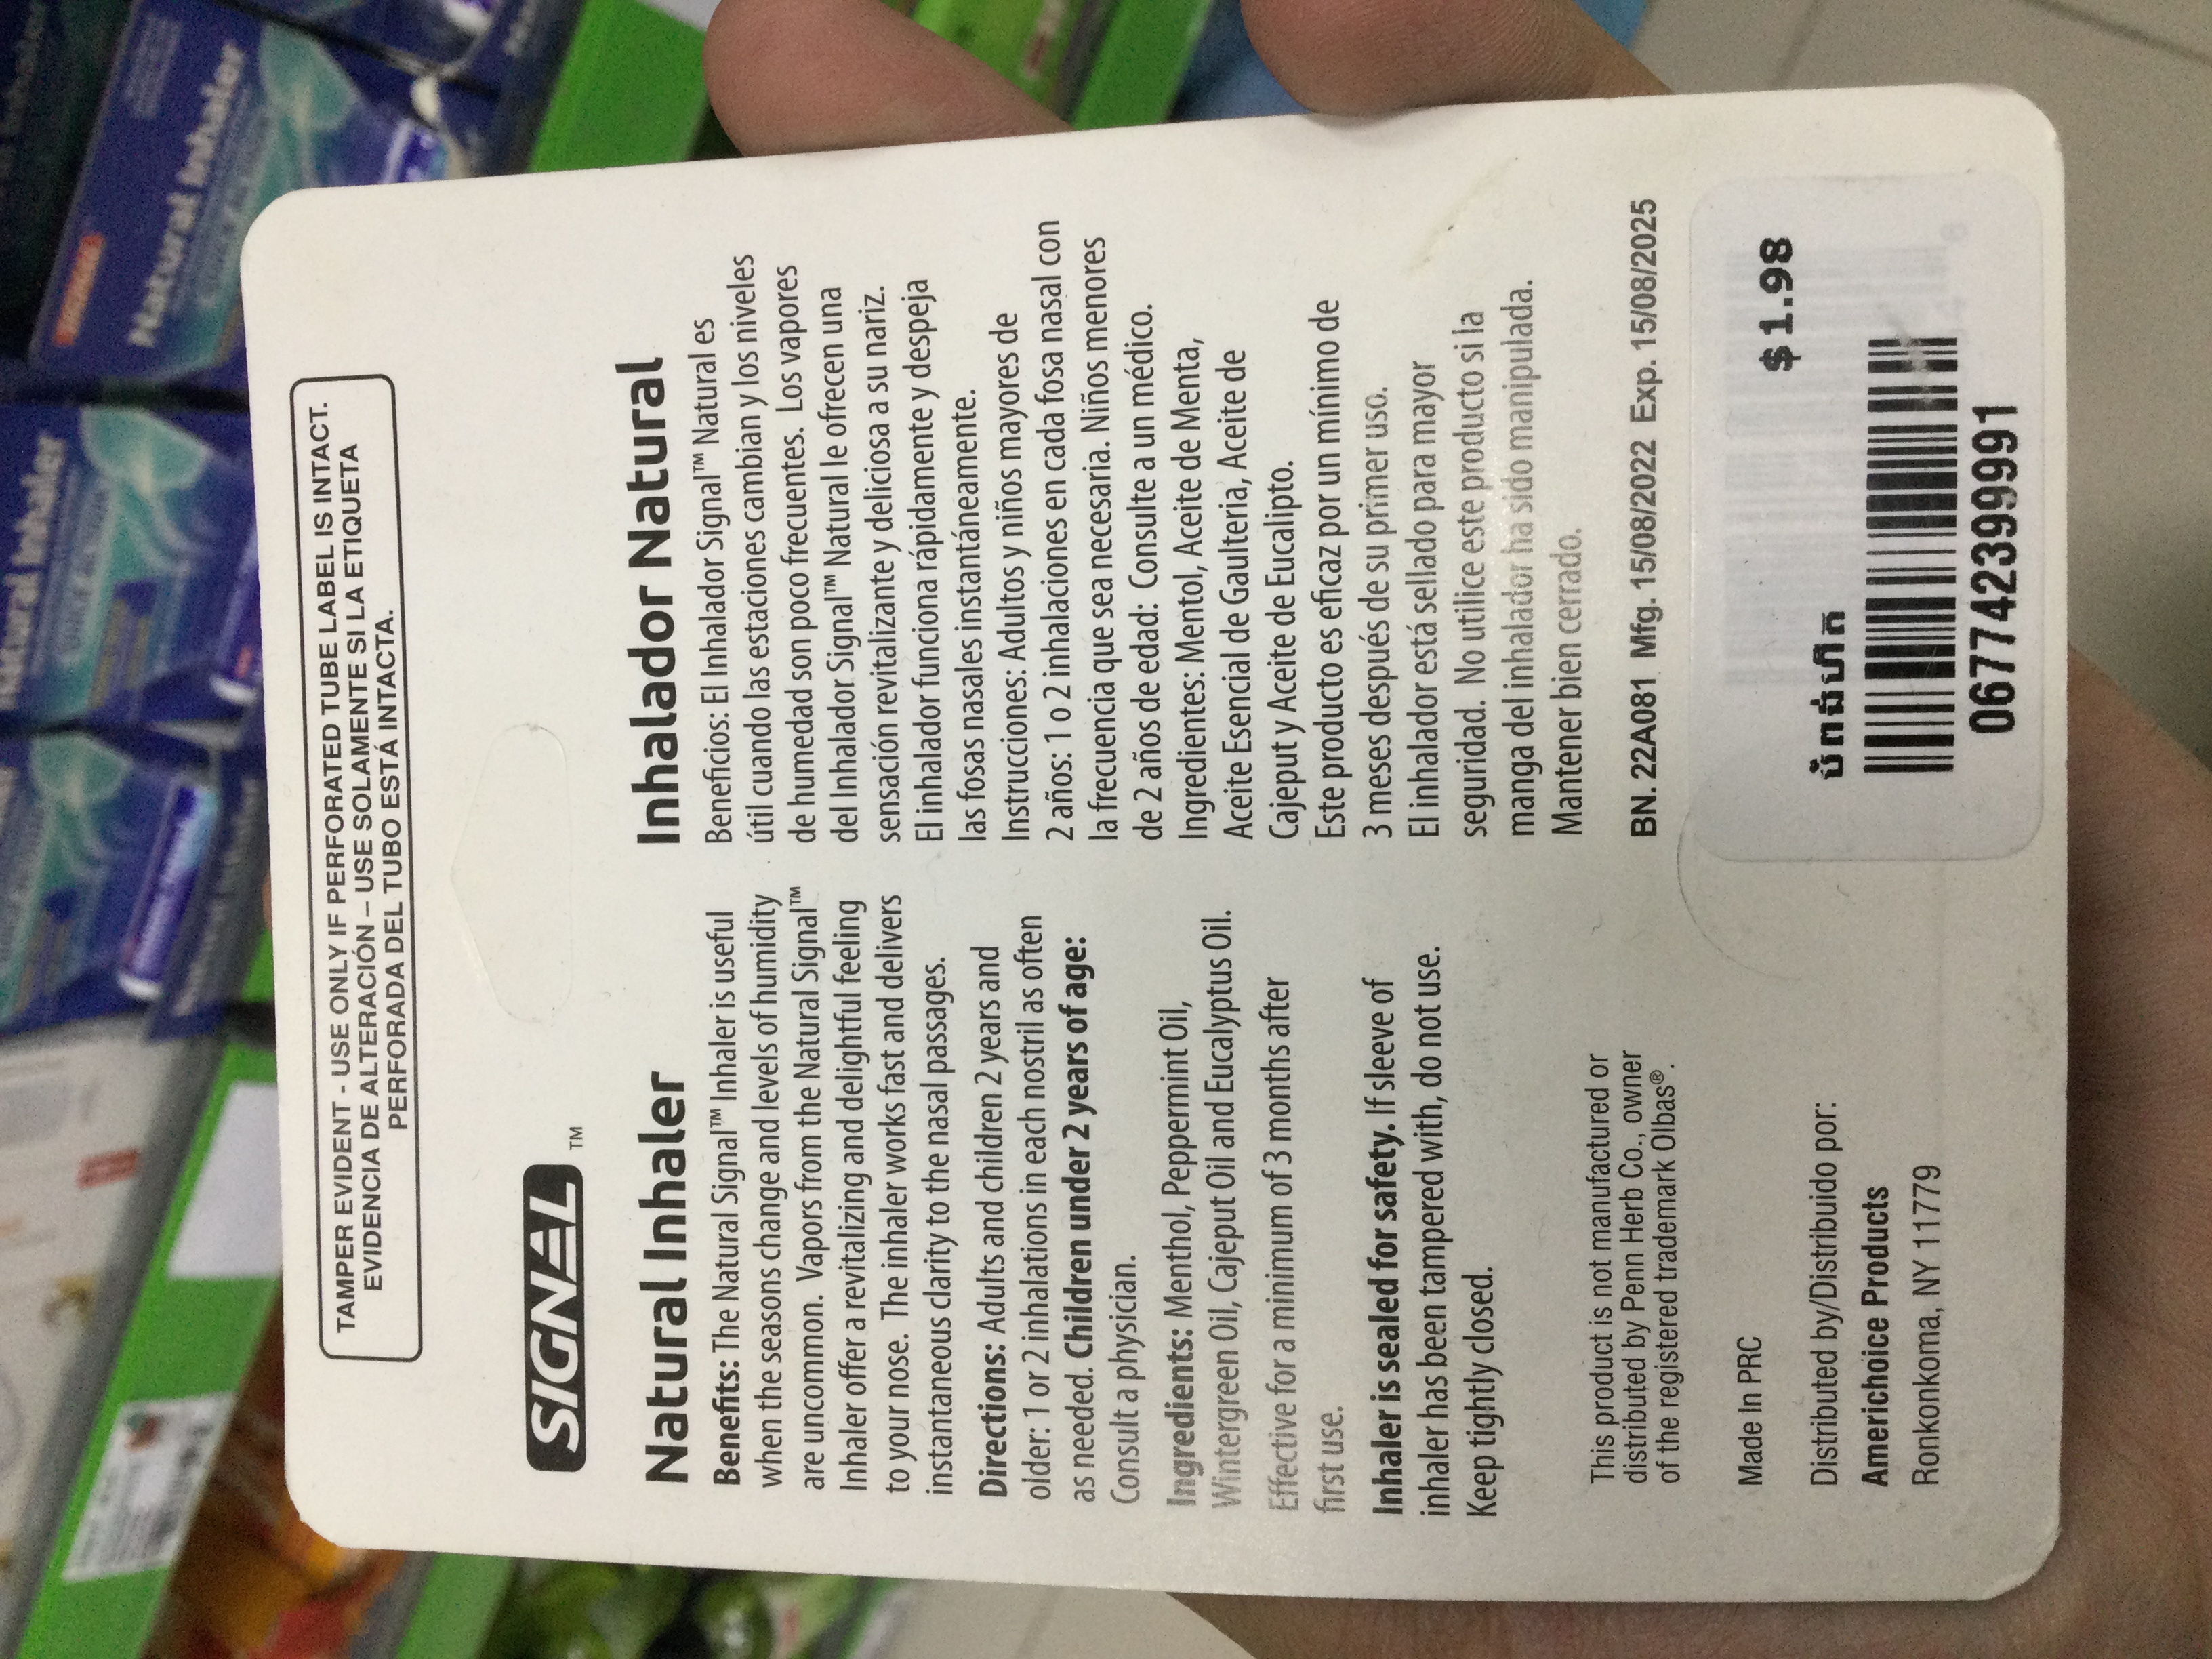 TAMPER EVIDENT - USE ONLY IF PERFORATED TUBE LABEL IS INTACT.
EVIDENCIA DE ALTERACIÓN – USE SOLAMENTE SI LA ETIQUETA
PERFORADA DEL TUBO ESTÁ INTACTA.
SIGNAL™
Natural Inhaler
Benefits: The Natural Signal™ Inhaler is useful
when the seasons change and levels of humidity
are uncommon. Vapors from the Natural Signal™
Inhaler offer a revitalizing and delightful feeling
to your nose. The inhaler works fast and delivers
instantaneous clarity to the nasal passages.
Directions: Adults and children 2 years and
older: 1 or 2 inhalations in each nostril as often
as needed. Children under 2 years of age:
Consult a physician.
Ingredients: Menthol, Peppermint Oil,
Wintergreen Oil, Cajeput Oil and Eucalyptus Oil.
Effective for a minimum of 3 months after
first use.
Inhaler is sealed for safety. If sleeve of
inhaler has been tampered with, do not use.
Keep tightly closed.
This product is not manufactured or
distributed by Penn Herb Co., owner
of the registered trademark Olbas®.
Made In PRC
Distributed by/Distribuido por:
Americhoice Products
Ronkonkoma, NY 11779
Inhalador Natural
Beneficios: El Inhalador Signal™ Natural es
útil cuando las estaciones cambian y los niveles
de humedad son poco frecuentes. Los vapores
del Inhalador Signal™ Natural le ofrecen una
sensación revitalizante y deliciosa a su nariz.
El inhalador funciona rápidamente y despeja
las fosas nasales instantáneamente.
Instrucciones: Adultos y niños mayores de
2 años: 1 o 2 inhalaciones en cada fosa nasal con
la frecuencia que sea necesaria. Niños menores
de 2 años de edad: Consulte a un médico.
Ingredientes: Mentol, Aceite de Menta,
Aceite Esencial de Gaulteria, Aceite de
Cajeput y Aceite de Eucalipto.
Este producto es eficaz por un mínimo de
3 meses después de su primer uso.
El inhalador está sellado para mayor
seguridad. No utilice este producto si la
manga del inhalador ha sido manipulada.
Mantener bien cerrado.
BN. 22A081 Mfg. 15/08/2022 Exp. 15/08/2025
$1.98
067742399991
Natural Inhaler
Natural Inhaler